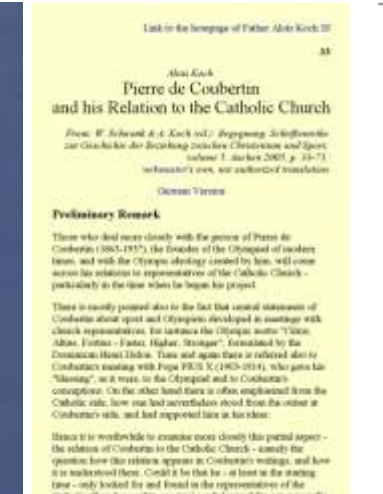 Link to the homepage of Father Alois Koch SJ
33
Alois Koch
Pierre de Coubertin
and his Relation to the Catholic Church
From: W. Schwank & A. Koch (ed.): Begegnung. Schriftenreihe
zur Geschichte der Beziehung zwischen Christentum und Sport,
volume 5. Aachen 2005, p. 33-73.
webmaster's own, not authorized translation
German Version
Preliminary Remark
Those who deal more closely with the person of Pierre de
Coubertin (1863-1937), the founder of the Olympiad of modern
times, and with the Olympic ideology created by him, will come
across his relations to representatives of the Catholic Church -
particularly in the time when he began his project.
There is mostly pointed also to the fact that central statements of
Coubertin about sport and Olympism developed in meetings with
church representatives, for instance the Olympic motto "Citius,
Altius, Fortius - Faster, Higher, Stronger", formulated by the
Dominican Henri Didon. Time and again there is referred also to
Coubertin's meeting with Pope PIUS X (1903-1914), who gave his
"blessing", as it were, to the Olympiad and to Coubertin's
conceptions. On the other hand there is often emphasized from the
Catholic side, how one had nevertheless stood from the outset at
Coubertin's side, and had supported him in his ideas.
Hence it is worthwhile to examine more closely this partial aspect -
the relation of Coubertin to the Catholic Church - namely the
question how this relation appears in Coubertin's writings, and how
it is understood there. Could it be that he - at least in the starting
time - only looked for and found in the representatives of the